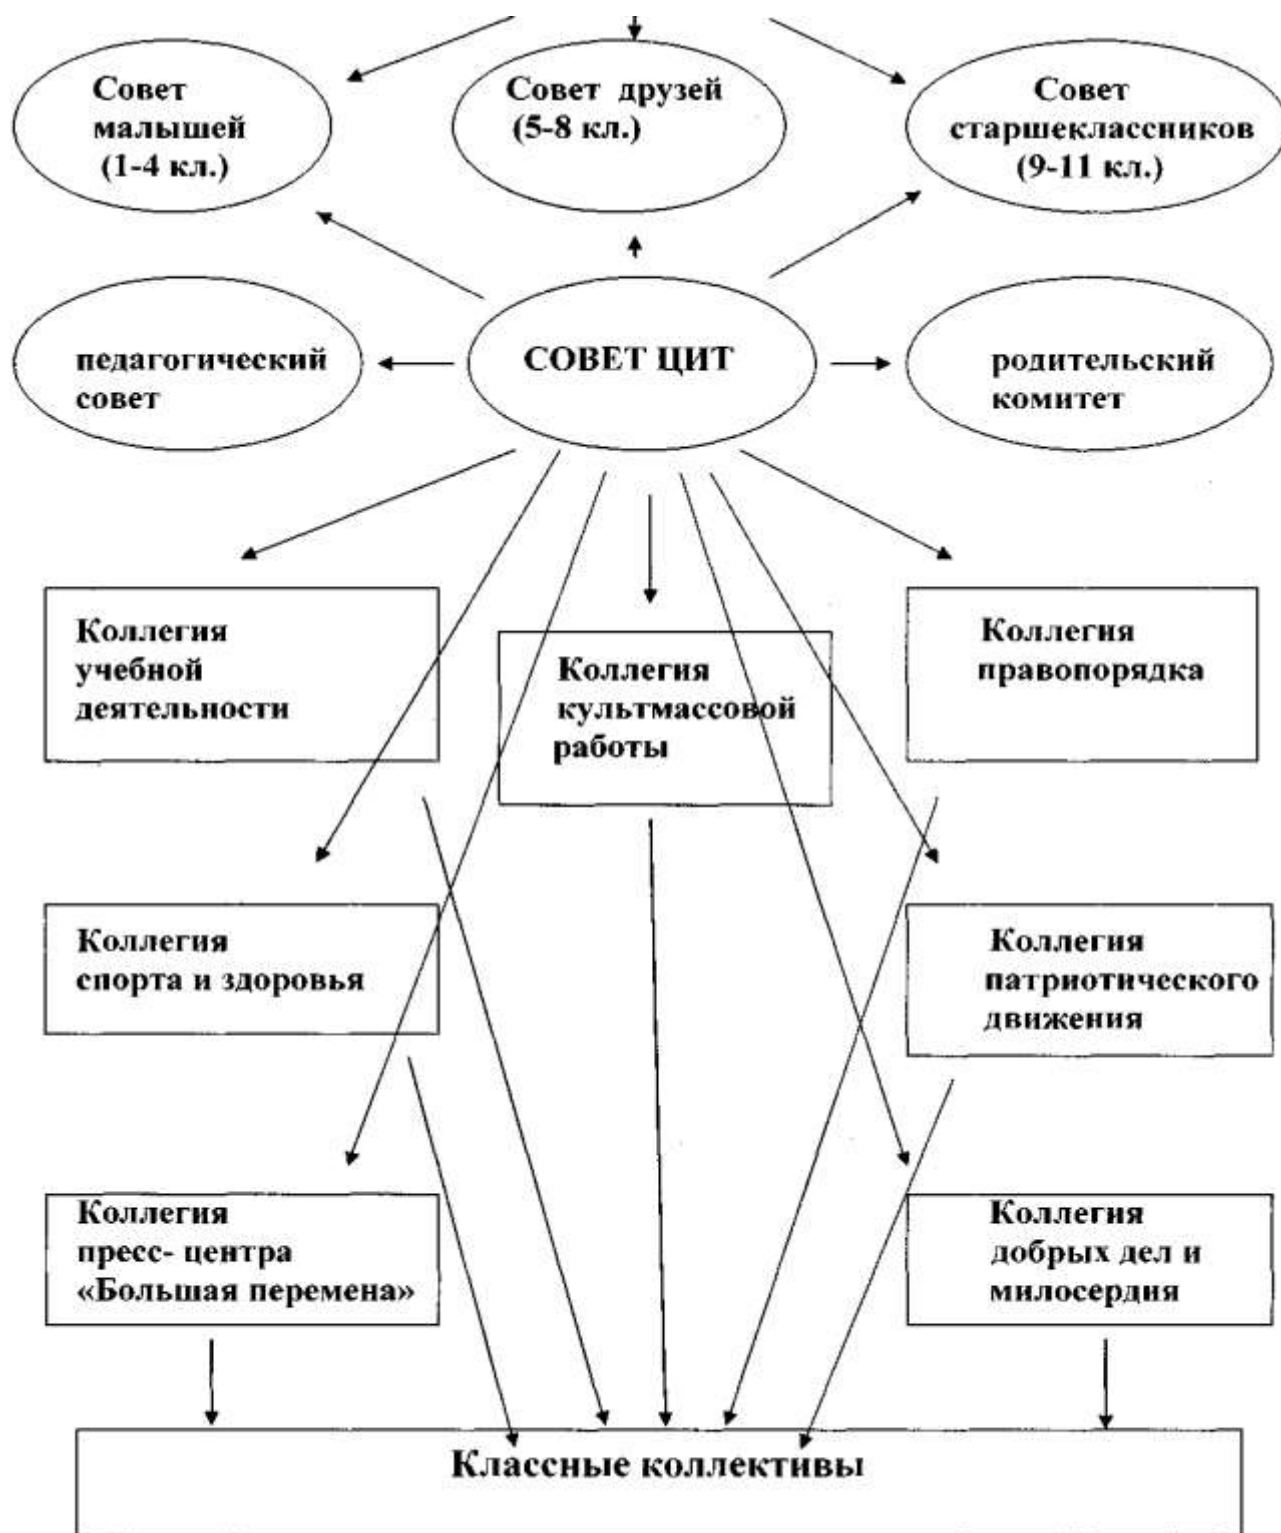 Совет
малышей
(1-4 кл.)
Совет друзей
(5-8 кл.)
Совет
старшеклассников
(9-11 кл.)
педагогический
совет
СОВЕТ ЦИТ
родительский
комитет
Коллегия
учебной
деятельности
Коллегия
культмассовой
работы
Коллегия
правопорядка
Коллегия
спорта и здоровья
Коллегия
патриотического
движения
Коллегия
пресс- центра
«Большая перемена»
Коллегия
добрых дел и
милосердия
Классные коллективы